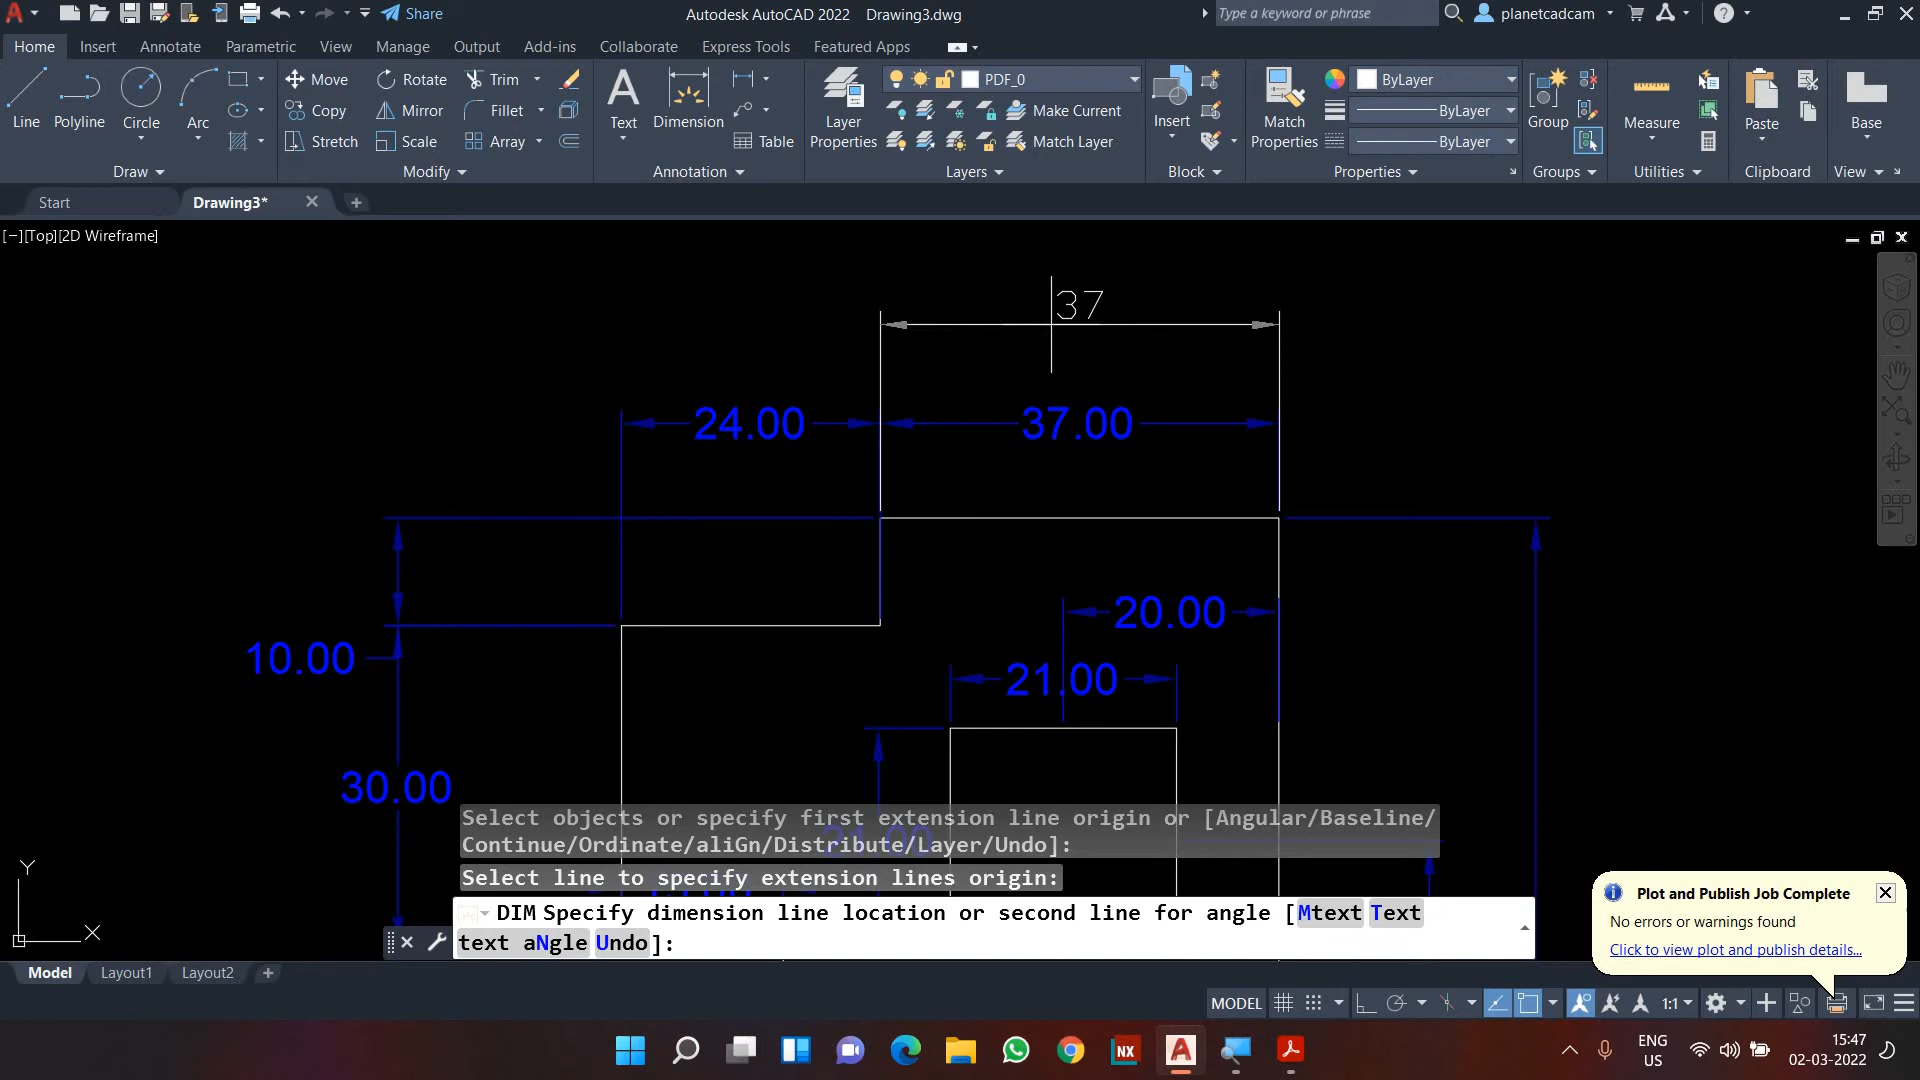 Share
Autodesk AutoCAD 2022 Drawing3.dwg
Type a keyword or phrase
planetcadcam
Home Insert Annotate Parametric View Manage Output Add-ins Collaborate Express Tools Featured Apps
Line Polyline Circle Arc
Move Rotate Trim
Copy Mirror Fillet
Stretch Scale Array
Text Dimension Table
Layer Properties
PDF_0
Make Current
Match Layer
Insert
Match Properties
ByLayer
ByLayer
ByLayer
Group Measure Paste Base
Draw Modify Annotation Layers Block Properties Groups Utilities Clipboard View
Start Drawing3*
[−][Top][2D Wireframe]
37
24.00 37.00
20.00
10.00 21.00
30.00
21.00
Select objects or specify first extension line origin or [Angular/Baseline/
Continue/Ordinate/aliGn/Distribute/Layer/Undo]:
Select line to specify extension lines origin:
DIM Specify dimension line location or second line for angle [Mtext Text
text aNgle Undo]:
Y
X
Plot and Publish Job Complete
No errors or warnings found
Click to view plot and publish details...
Model Layout1 Layout2
MODEL 1:1
NX
ENG
US
15:47
02-03-2022